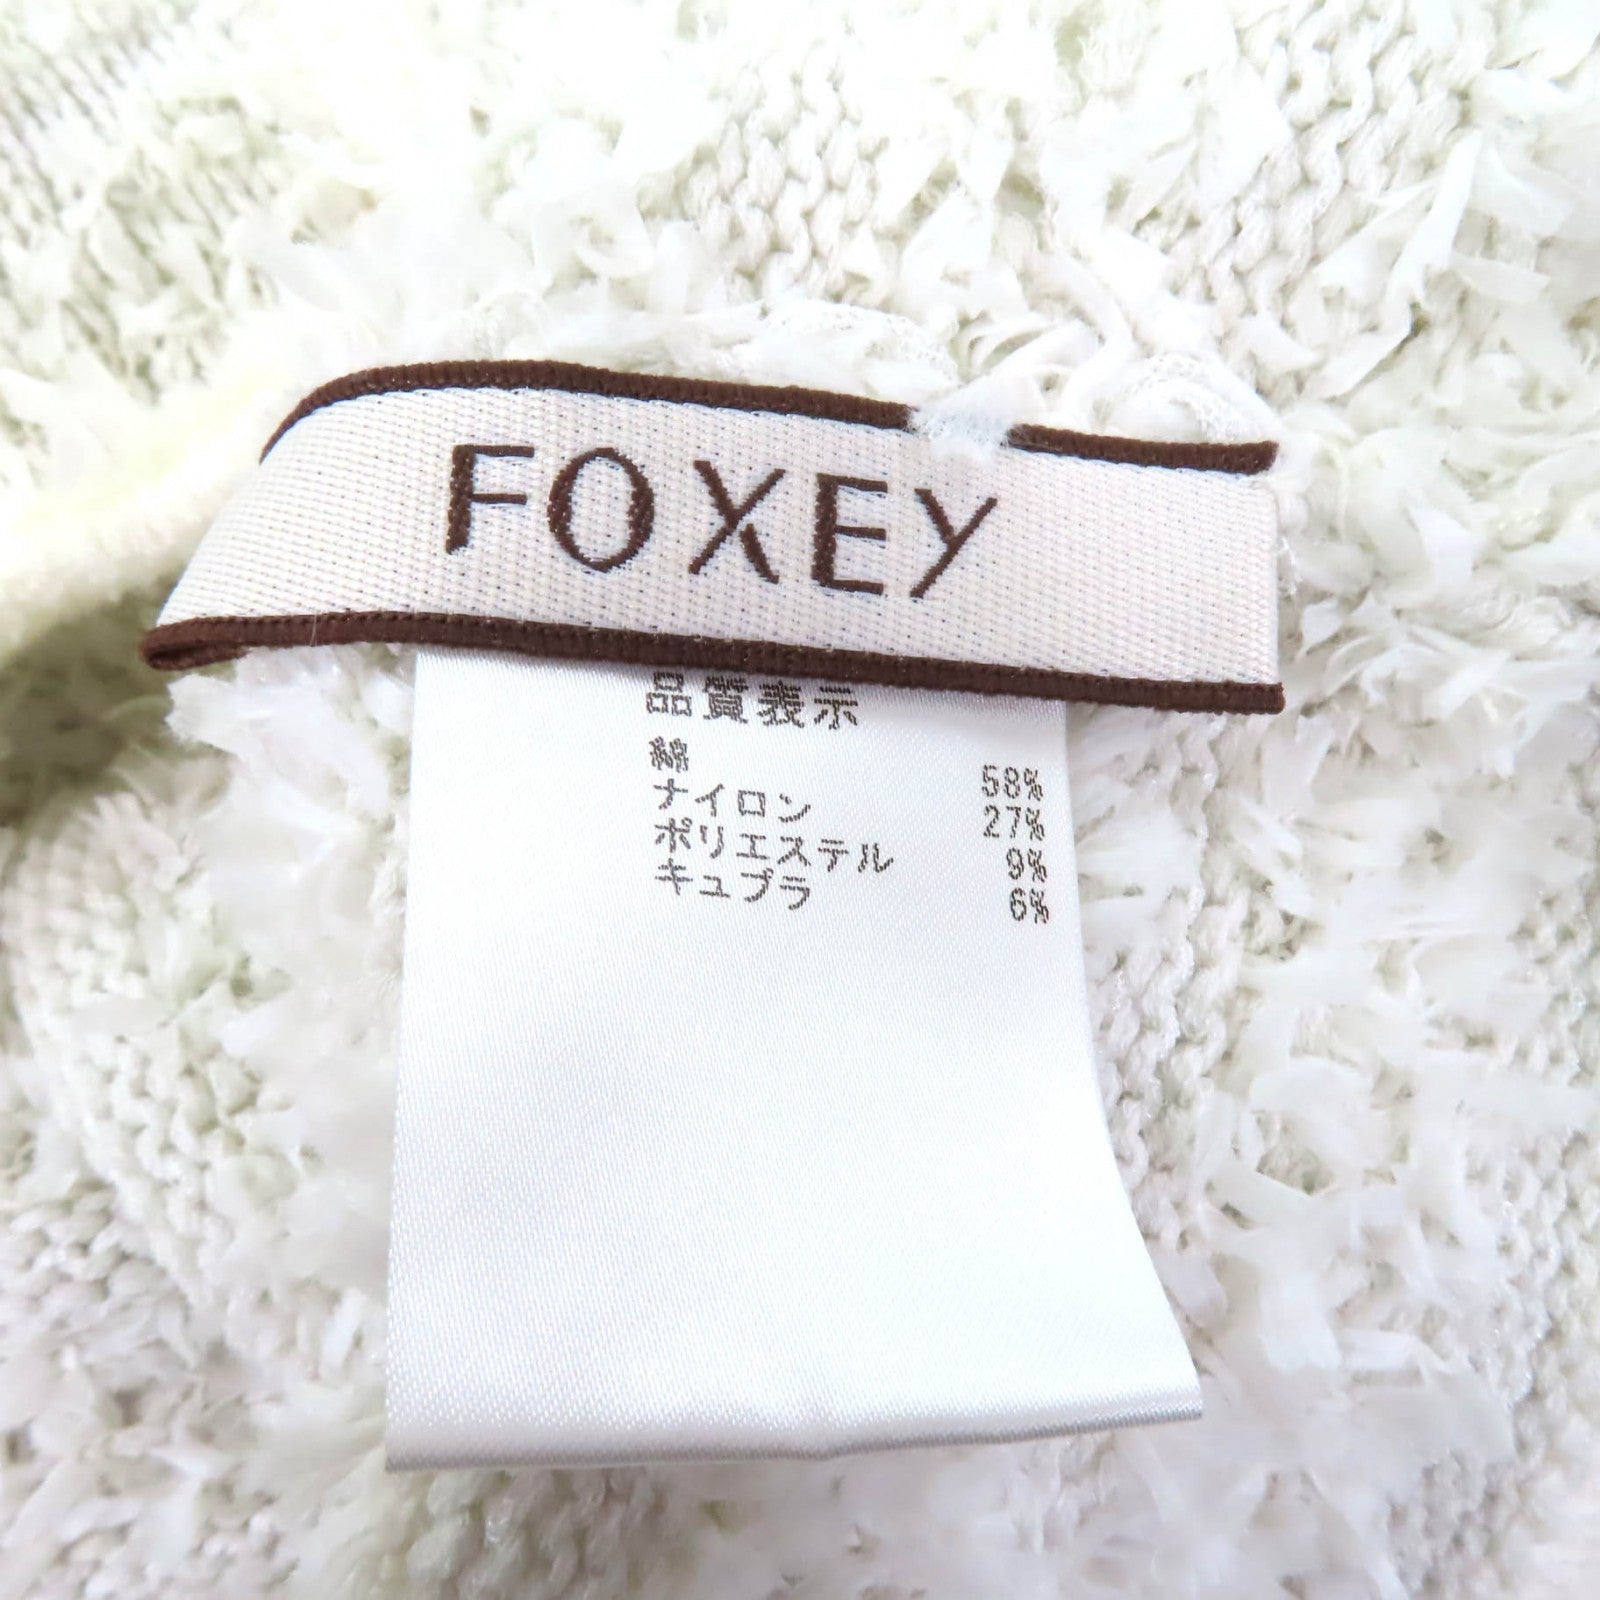 FOXEY
品質表示
綿 58%
ナイロン 27%
ポリエステル 9%
キュプラ 6%